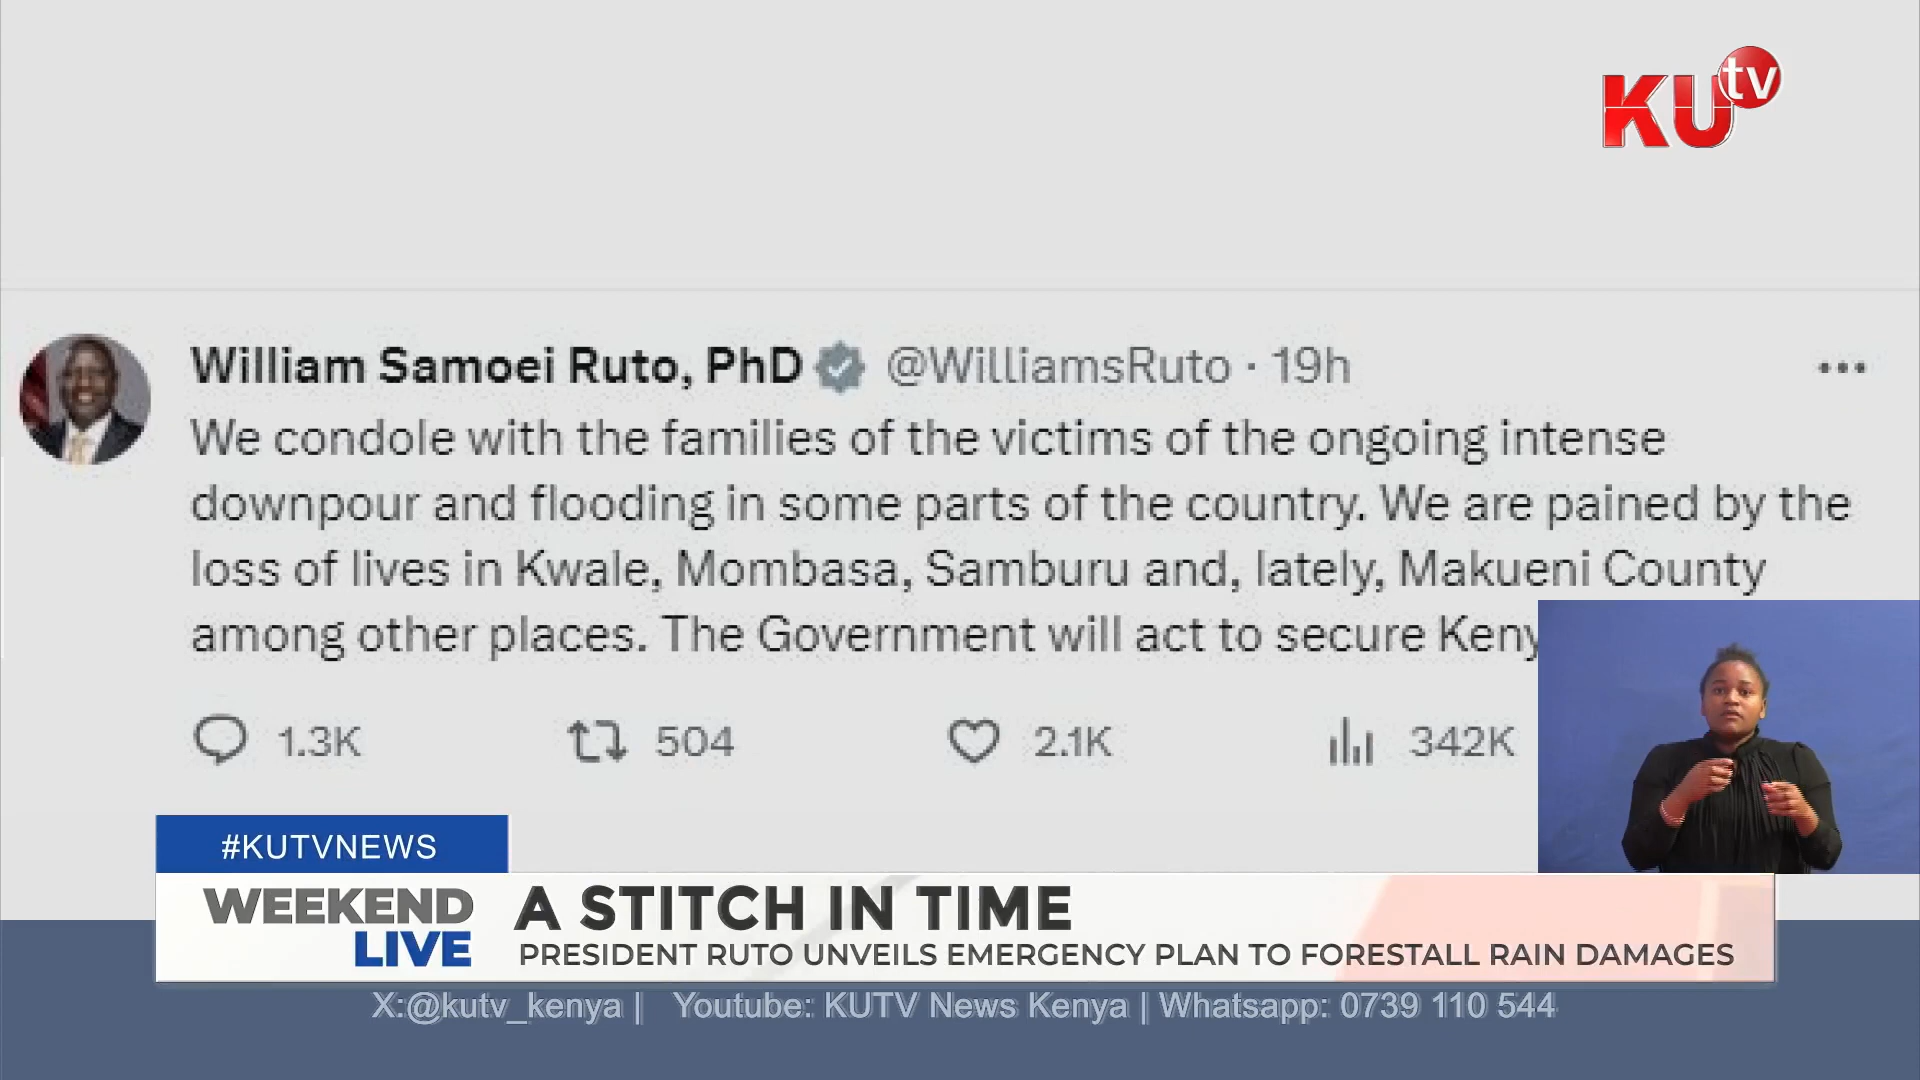 KUtv
William Samoei Ruto, PhD @WilliamsRuto · 19h
We condole with the families of the victims of the ongoing intense
downpour and flooding in some parts of the country. We are pained by the
loss of lives in Kwale, Mombasa, Samburu and, lately, Makueni County
among other places. The Government will act to secure
1.3K 504 2.1K 342K
#KUTVNEWS
WEEKEND
LIVE
A STITCH IN TIME
PRESIDENT RUTO UNVEILS EMERGENCY PLAN TO FORESTALL RAIN DAMAGES
X:@kutv_kenya | Youtube: KUTV News Kenya | Whatsapp: 0739 110 544